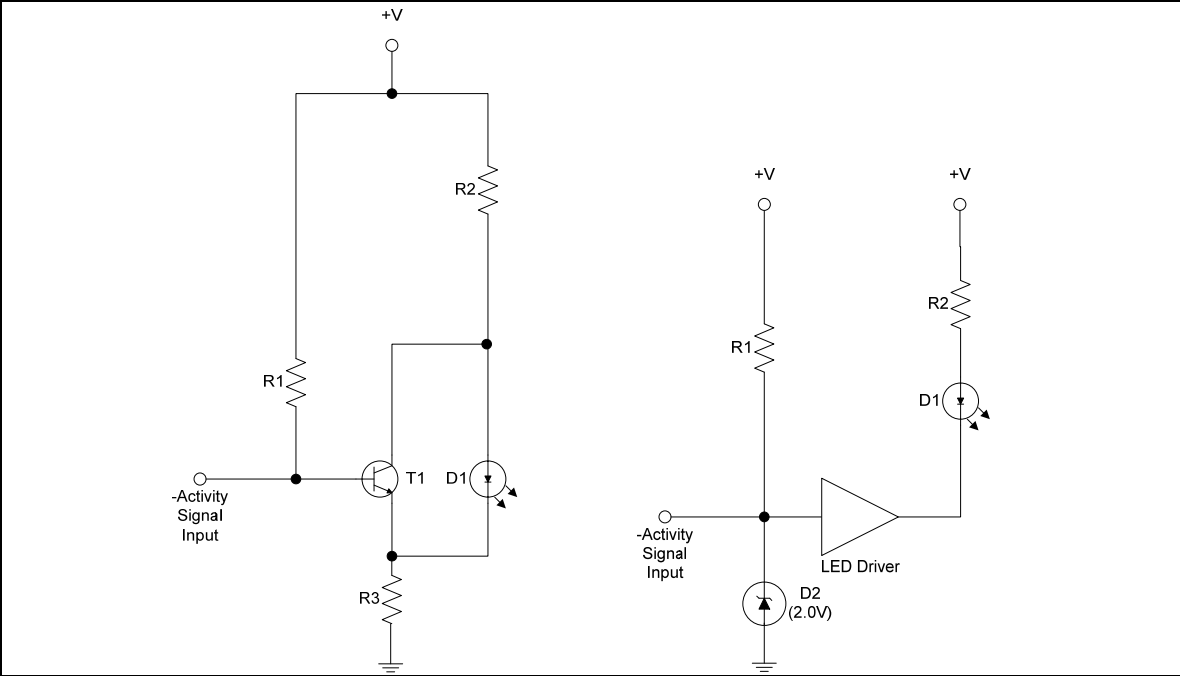 +V
R2
R1
T1
D1
-Activity
Signal
Input
R3
+V
+V
R2
R1
D1
-Activity
Signal
Input
LED Driver
D2
(2.0V)